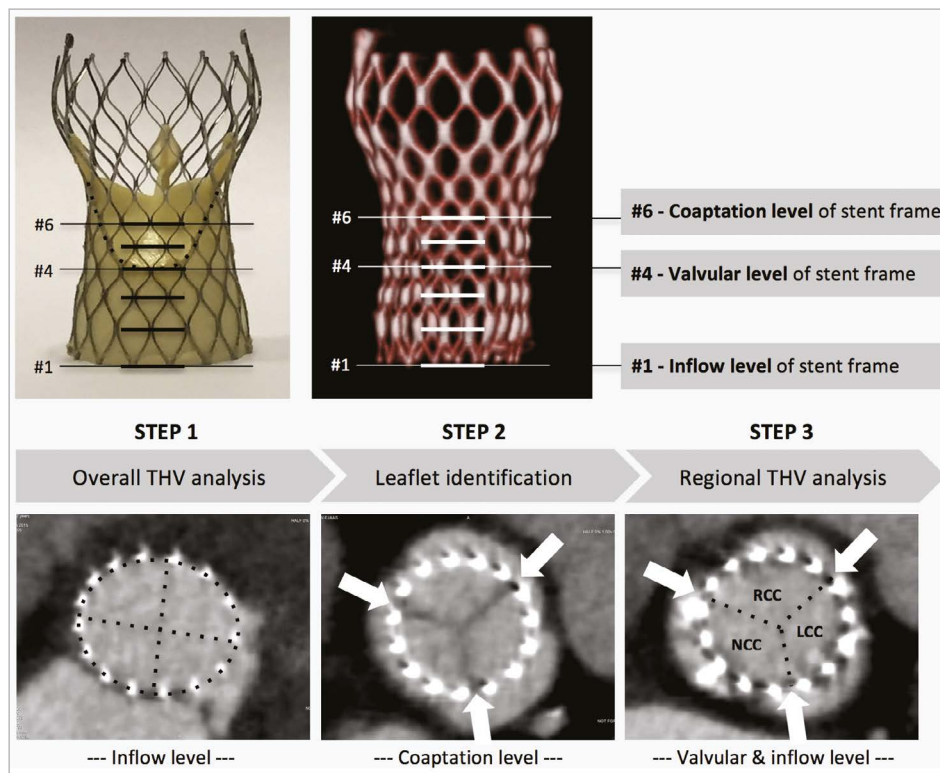 #6
#4
#1
#6
#4
#1
#6 - Coaptation level of stent frame
#4 - Valvular level of stent frame
#1 - Inflow level of stent frame
STEP 1
STEP 2
STEP 3
Overall THV analysis
Leaflet identification
Regional THV analysis
A
RCC
NCC
LCC
--- Inflow level ---
--- Coaptation level ---
--- Valvular & inflow level ---